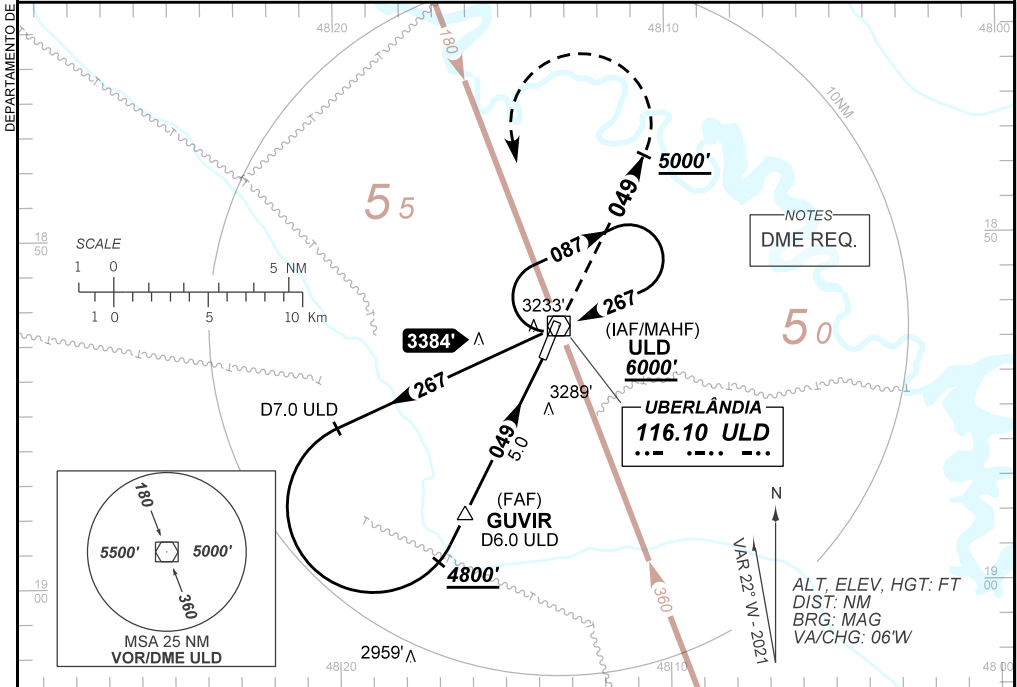 DEPARTAMENTO DE
48 20
48 10
48 00
180
10NM
5000'
049
5 5
NOTES
DME REQ.
18
50
18
50
SCALE
1 0 5 NM
1 0 5 10 Km
087
267
3233'
5 0
(IAF/MAHF)
ULD
6000'
3384'
267
3289'
D7.0 ULD
UBERLÂNDIA
116.10 ULD
049
5.0
(FAF)
GUVIR
D6.0 ULD
N
180
5500' 5000'
360
MSA 25 NM
VOR/DME ULD
4800'
VAR 22° W - 2021
360
ALT, ELEV, HGT: FT
DIST: NM
BRG: MAG
VA/CHG: 06'W
19
00
19
00
2959'
48 20
48 10
48 00